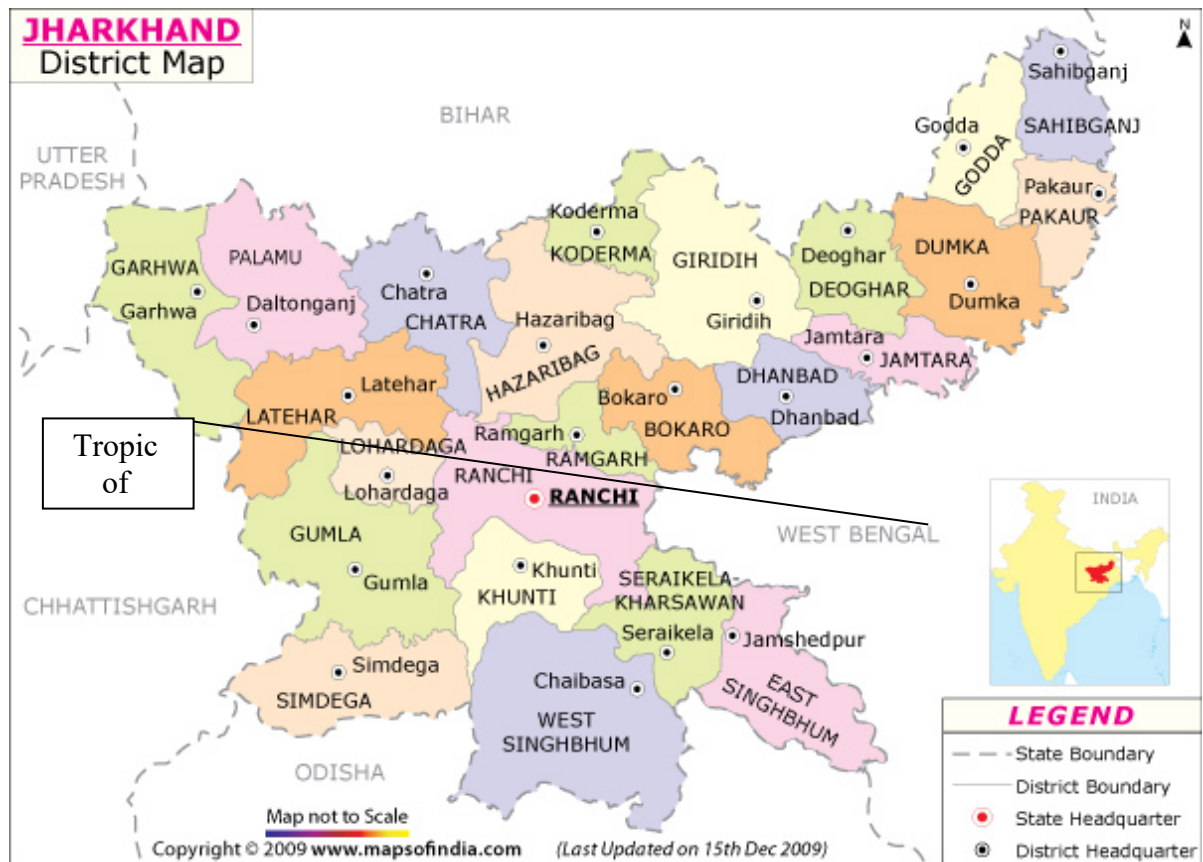 JHARKHAND
District Map
N
BIHAR
UTTER
PRADESH
Sahibganj
SAHIBGANJ
Godda
GODDA
Pakaur
PAKAUR
Koderma
KODERMA
GARHWA
Garhwa
PALAMU
Daltonganj
Chatra
CHATRA
Hazaribag
HAZARIBAG
GIRIDIH
Giridih
Deoghar
DEOGHAR
DUMKA
Dumka
Jamtara
JAMTARA
DHANBAD
Dhanbad
Bokaro
BOKARO
Latehar
LATEHAR
Tropic
of
LOHARDAGA
Lohardaga
Ramgarh
RAMGARH
RANCHI
RANCHI
WEST BENGAL
INDIA
GUMLA
Gumla
Khunti
KHUNTI
SERAIKELA-
KHARSAWAN
Seraikela
Jamshedpur
CHHATTISHGARH
Simdega
SIMDEGA
Chaibasa
WEST
SINGHBHUM
EAST
SINGHBHUM
ODISHA
LEGEND
State Boundary
District Boundary
State Headquarter
District Headquarter
Map not to Scale
Copyright © 2009 www.mapsofindia.com (Last Updated on 15th Dec 2009)